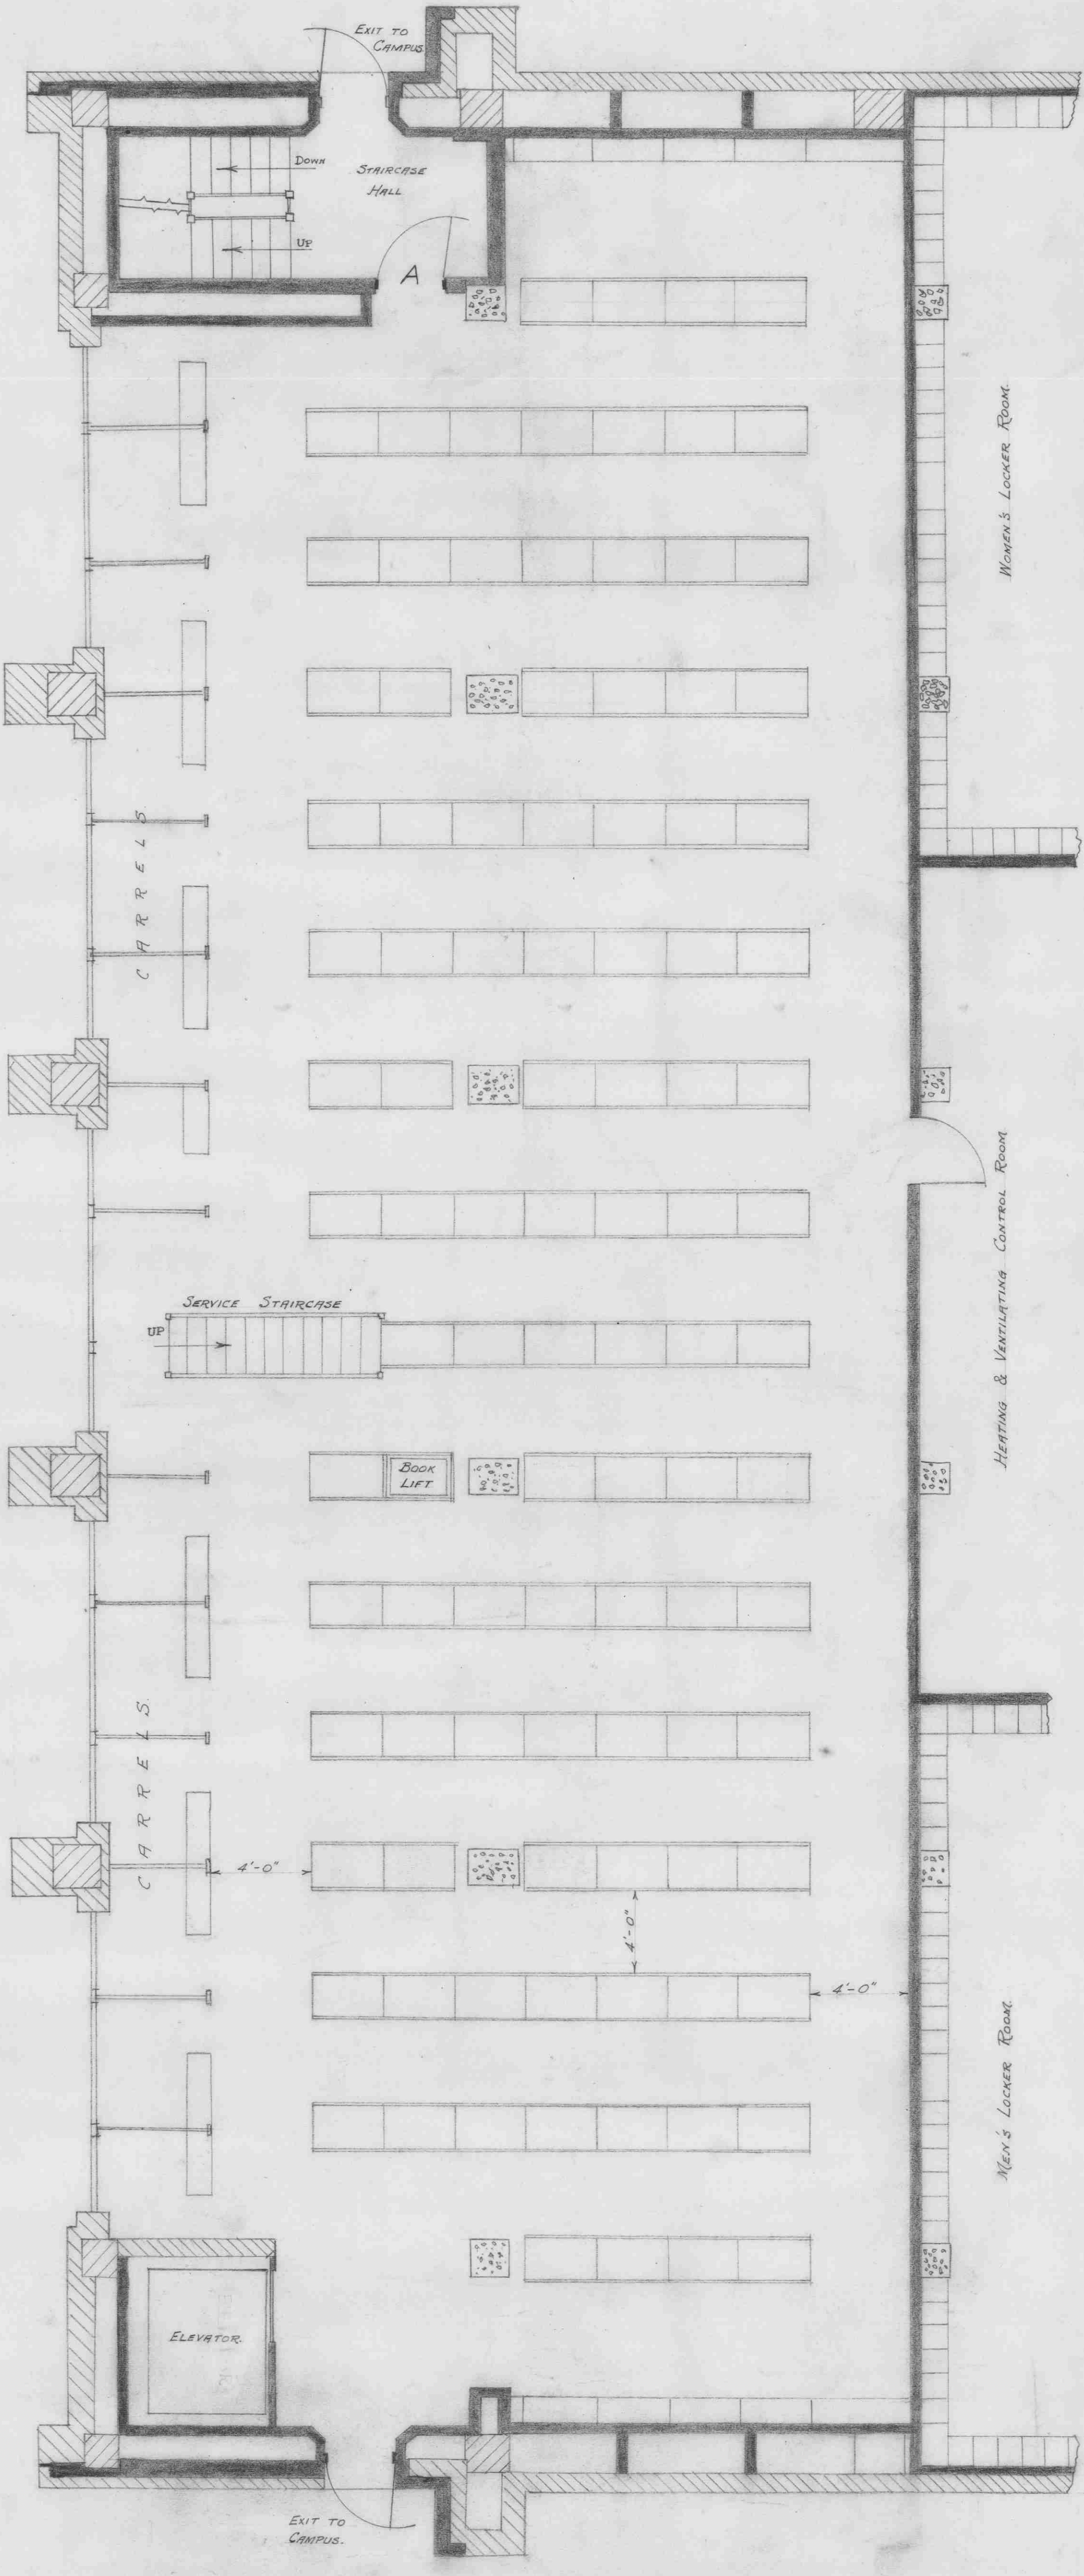 EXIT TO
CAMPUS.
DOWN
STAIRCASE
HALL
UP
A
WOMEN'S LOCKER ROOM.
CARRELS
HEATING & VENTILATING CONTROL ROOM
SERVICE STAIRCASE
UP
BOOK
LIFT
CARRELS.
4'-0"
4'-0"
4'-0"
MEN'S LOCKER ROOM.
ELEVATOR.
EXIT TO
CAMPUS.